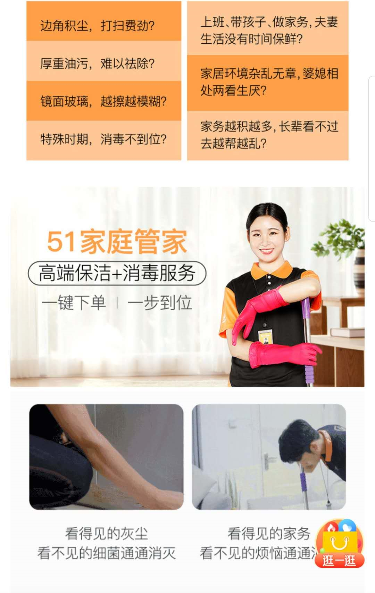 边角积尘，打扫费劲?
厚重油污，难以祛除?
镜面玻璃，越擦越模糊?
特殊时期，消毒不到位?
上班、带孩子、做家务，夫妻
生活没有时间保鲜?
家居环境杂乱无章，婆媳相
处两看生厌?
家务越积越多，长辈看不过
去越帮越乱?
51家庭管家
高端保洁+消毒服务
一键下单 | 一步到位
看得见的灰尘
看不见的细菌通通消灭
看得见的家务
看不见的烦恼通通
逛一逛